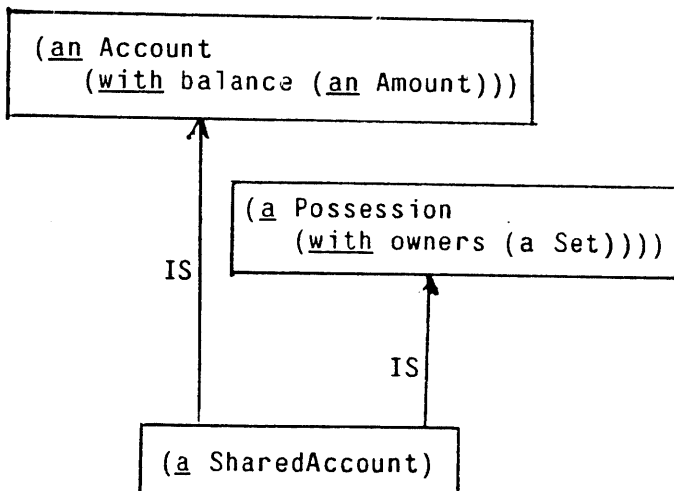 (an Account
(with balance (an Amount)))
(a Possession
(with owners (a Set))))
IS
IS
(a SharedAccount)